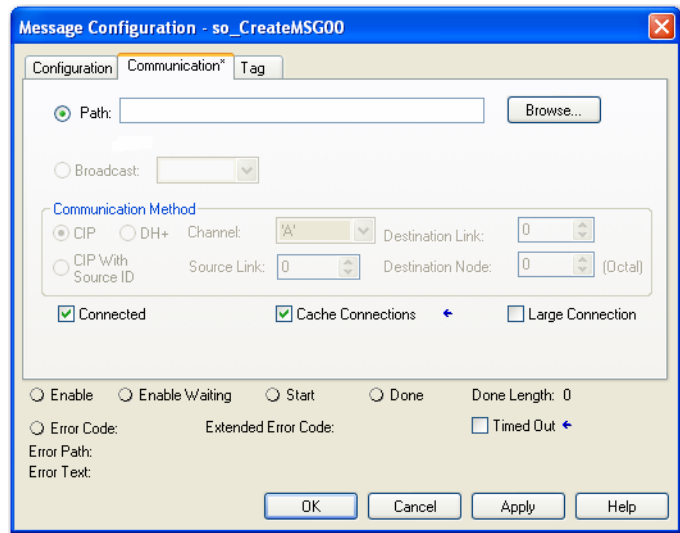 Message Configuration - so_CreateMSG00
Configuration Communication* Tag
Path: Browse...
Broadcast:
Communication Method
CIP DH+ Channel: 'A' Destination Link: 0
CIP With Source ID Source Link: 0 Destination Node: 0 (Octal)
Connected Cache Connections Large Connection
Enable Enable Waiting Start Done Done Length: 0
Error Code: Extended Error Code: Timed Out
Error Path:
Error Text:
OK Cancel Apply Help